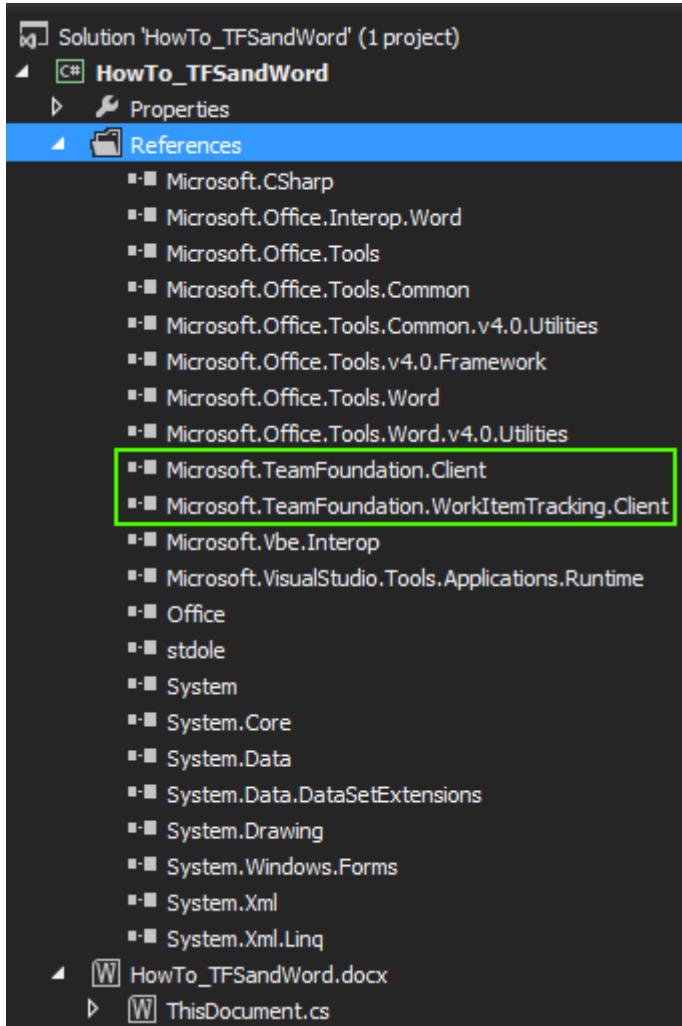 Solution 'HowTo_TFSandWord' (1 project)
C# HowTo_TFSandWord
Properties
References
Microsoft.CSharp
Microsoft.Office.Interop.Word
Microsoft.Office.Tools
Microsoft.Office.Tools.Common
Microsoft.Office.Tools.Common.v4.0.Utilities
Microsoft.Office.Tools.v4.0.Framework
Microsoft.Office.Tools.Word
Microsoft.Office.Tools.Word.v4.0.Utilities
Microsoft.TeamFoundation.Client
Microsoft.TeamFoundation.WorkItemTracking.Client
Microsoft.Vbe.Interop
Microsoft.VisualStudio.Tools.Applications.Runtime
Office
stdole
System
System.Core
System.Data
System.Data.DataSetExtensions
System.Drawing
System.Windows.Forms
System.Xml
System.Xml.Linq
W HowTo_TFSandWord.docx
W ThisDocument.cs